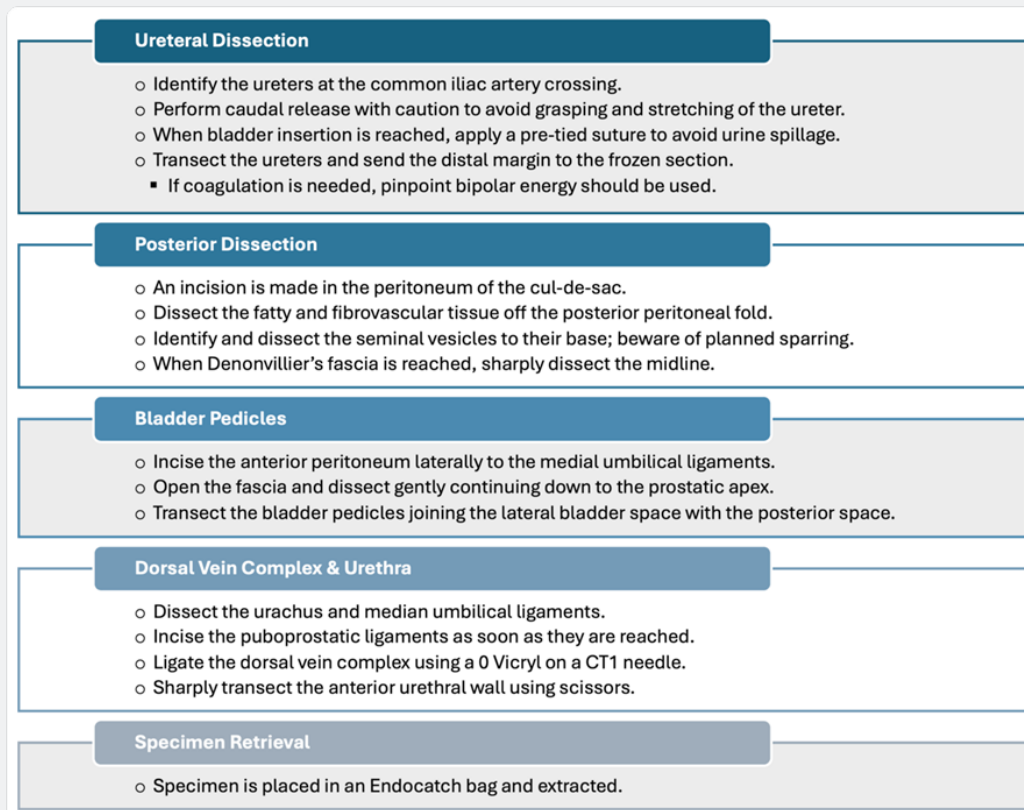 Ureteral Dissection
o Identify the ureters at the common iliac artery crossing.
o Perform caudal release with caution to avoid grasping and stretching of the ureter.
o When bladder insertion is reached, apply a pre-tied suture to avoid urine spillage.
o Transect the ureters and send the distal margin to the frozen section.
▪ If coagulation is needed, pinpoint bipolar energy should be used.
Posterior Dissection
o An incision is made in the peritoneum of the cul-de-sac.
o Dissect the fatty and fibrovascular tissue off the posterior peritoneal fold.
o Identify and dissect the seminal vesicles to their base; beware of planned sparring.
o When Denonvillier’s fascia is reached, sharply dissect the midline.
Bladder Pedicles
o Incise the anterior peritoneum laterally to the medial umbilical ligaments.
o Open the fascia and dissect gently continuing down to the prostatic apex.
o Transect the bladder pedicles joining the lateral bladder space with the posterior space.
Dorsal Vein Complex & Urethra
o Dissect the urachus and median umbilical ligaments.
o Incise the puboprostatic ligaments as soon as they are reached.
o Ligate the dorsal vein complex using a 0 Vicryl on a CT1 needle.
o Sharply transect the anterior urethral wall using scissors.
Specimen Retrieval
o Specimen is placed in an Endocatch bag and extracted.